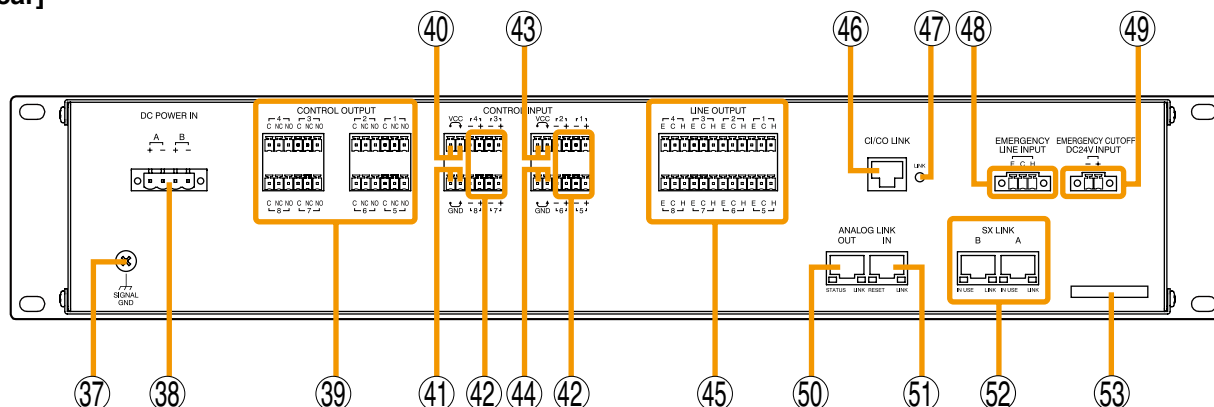 ear]
40 43 46 47 48 49
DC POWER IN
A B
+ − + −
CONTROL OUTPUT
4 3 2 1
C NC NO C NC NO C NC NO C NC NO
C NC NO C NC NO C NC NO C NC NO
8 7 6 5
CONTROL INPUT
VCC 4 3 VCC 2 1
− + − + − + − +
− + − + − + − +
GND 8 7 GND 6 5
LINE OUTPUT
4 3 2 1
E C H E C H E C H E C H
E C H E C H E C H E C H
8 7 6 5
CI/CO LINK
LINK
EMERGENCY
LINE INPUT
E C H
EMERGENCY CUTOFF
DC24V INPUT
− +
SIGNAL
GND
ANALOG LINK
OUT IN
STATUS LINK RESET LINK
SX LINK
B A
IN USE LINK IN USE LINK
37 38 39 41 42 44 42 45 50 51 52 53